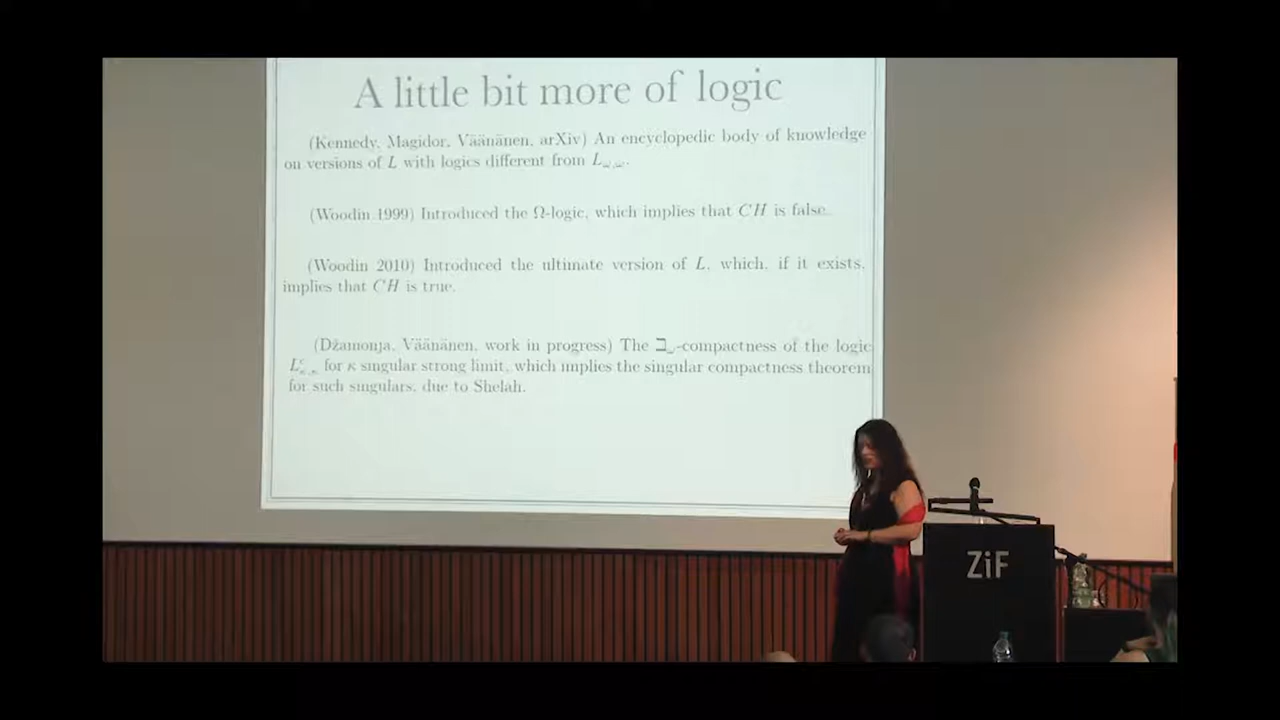 A little bit more of logic
(Kennedy, Magidor, Väänänen, arXiv) An encyclopedic body of knowledge
on versions of L with logics different from Lω,ω.
(Woodin 1999) Introduced the Ω-logic, which implies that CH is false.
(Woodin 2010) Introduced the ultimate version of L, which, if it exists,
implies that CH is true.
(Džamonja, Väänänen, work in progress) The ℶω-compactness of the logic
Lᶜκ,κ for κ singular strong limit, which implies the singular compactness theorem
for such singulars, due to Shelah.
ZiF